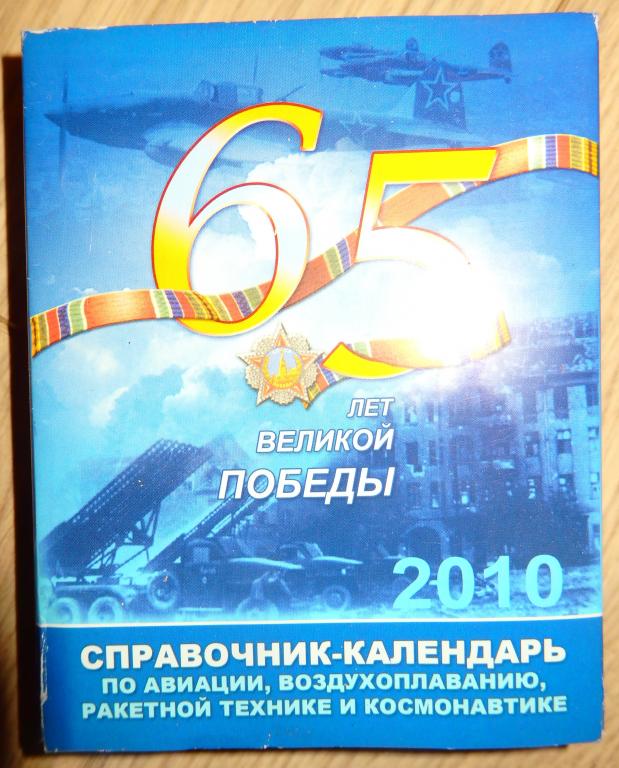 65
ЛЕТ
ВЕЛИКОЙ
ПОБЕДЫ
2010
СПРАВОЧНИК-КАЛЕНДАРЬ
ПО АВИАЦИИ, ВОЗДУХОПЛАВАНИЮ,
РАКЕТНОЙ ТЕХНИКЕ И КОСМОНАВТИКЕ